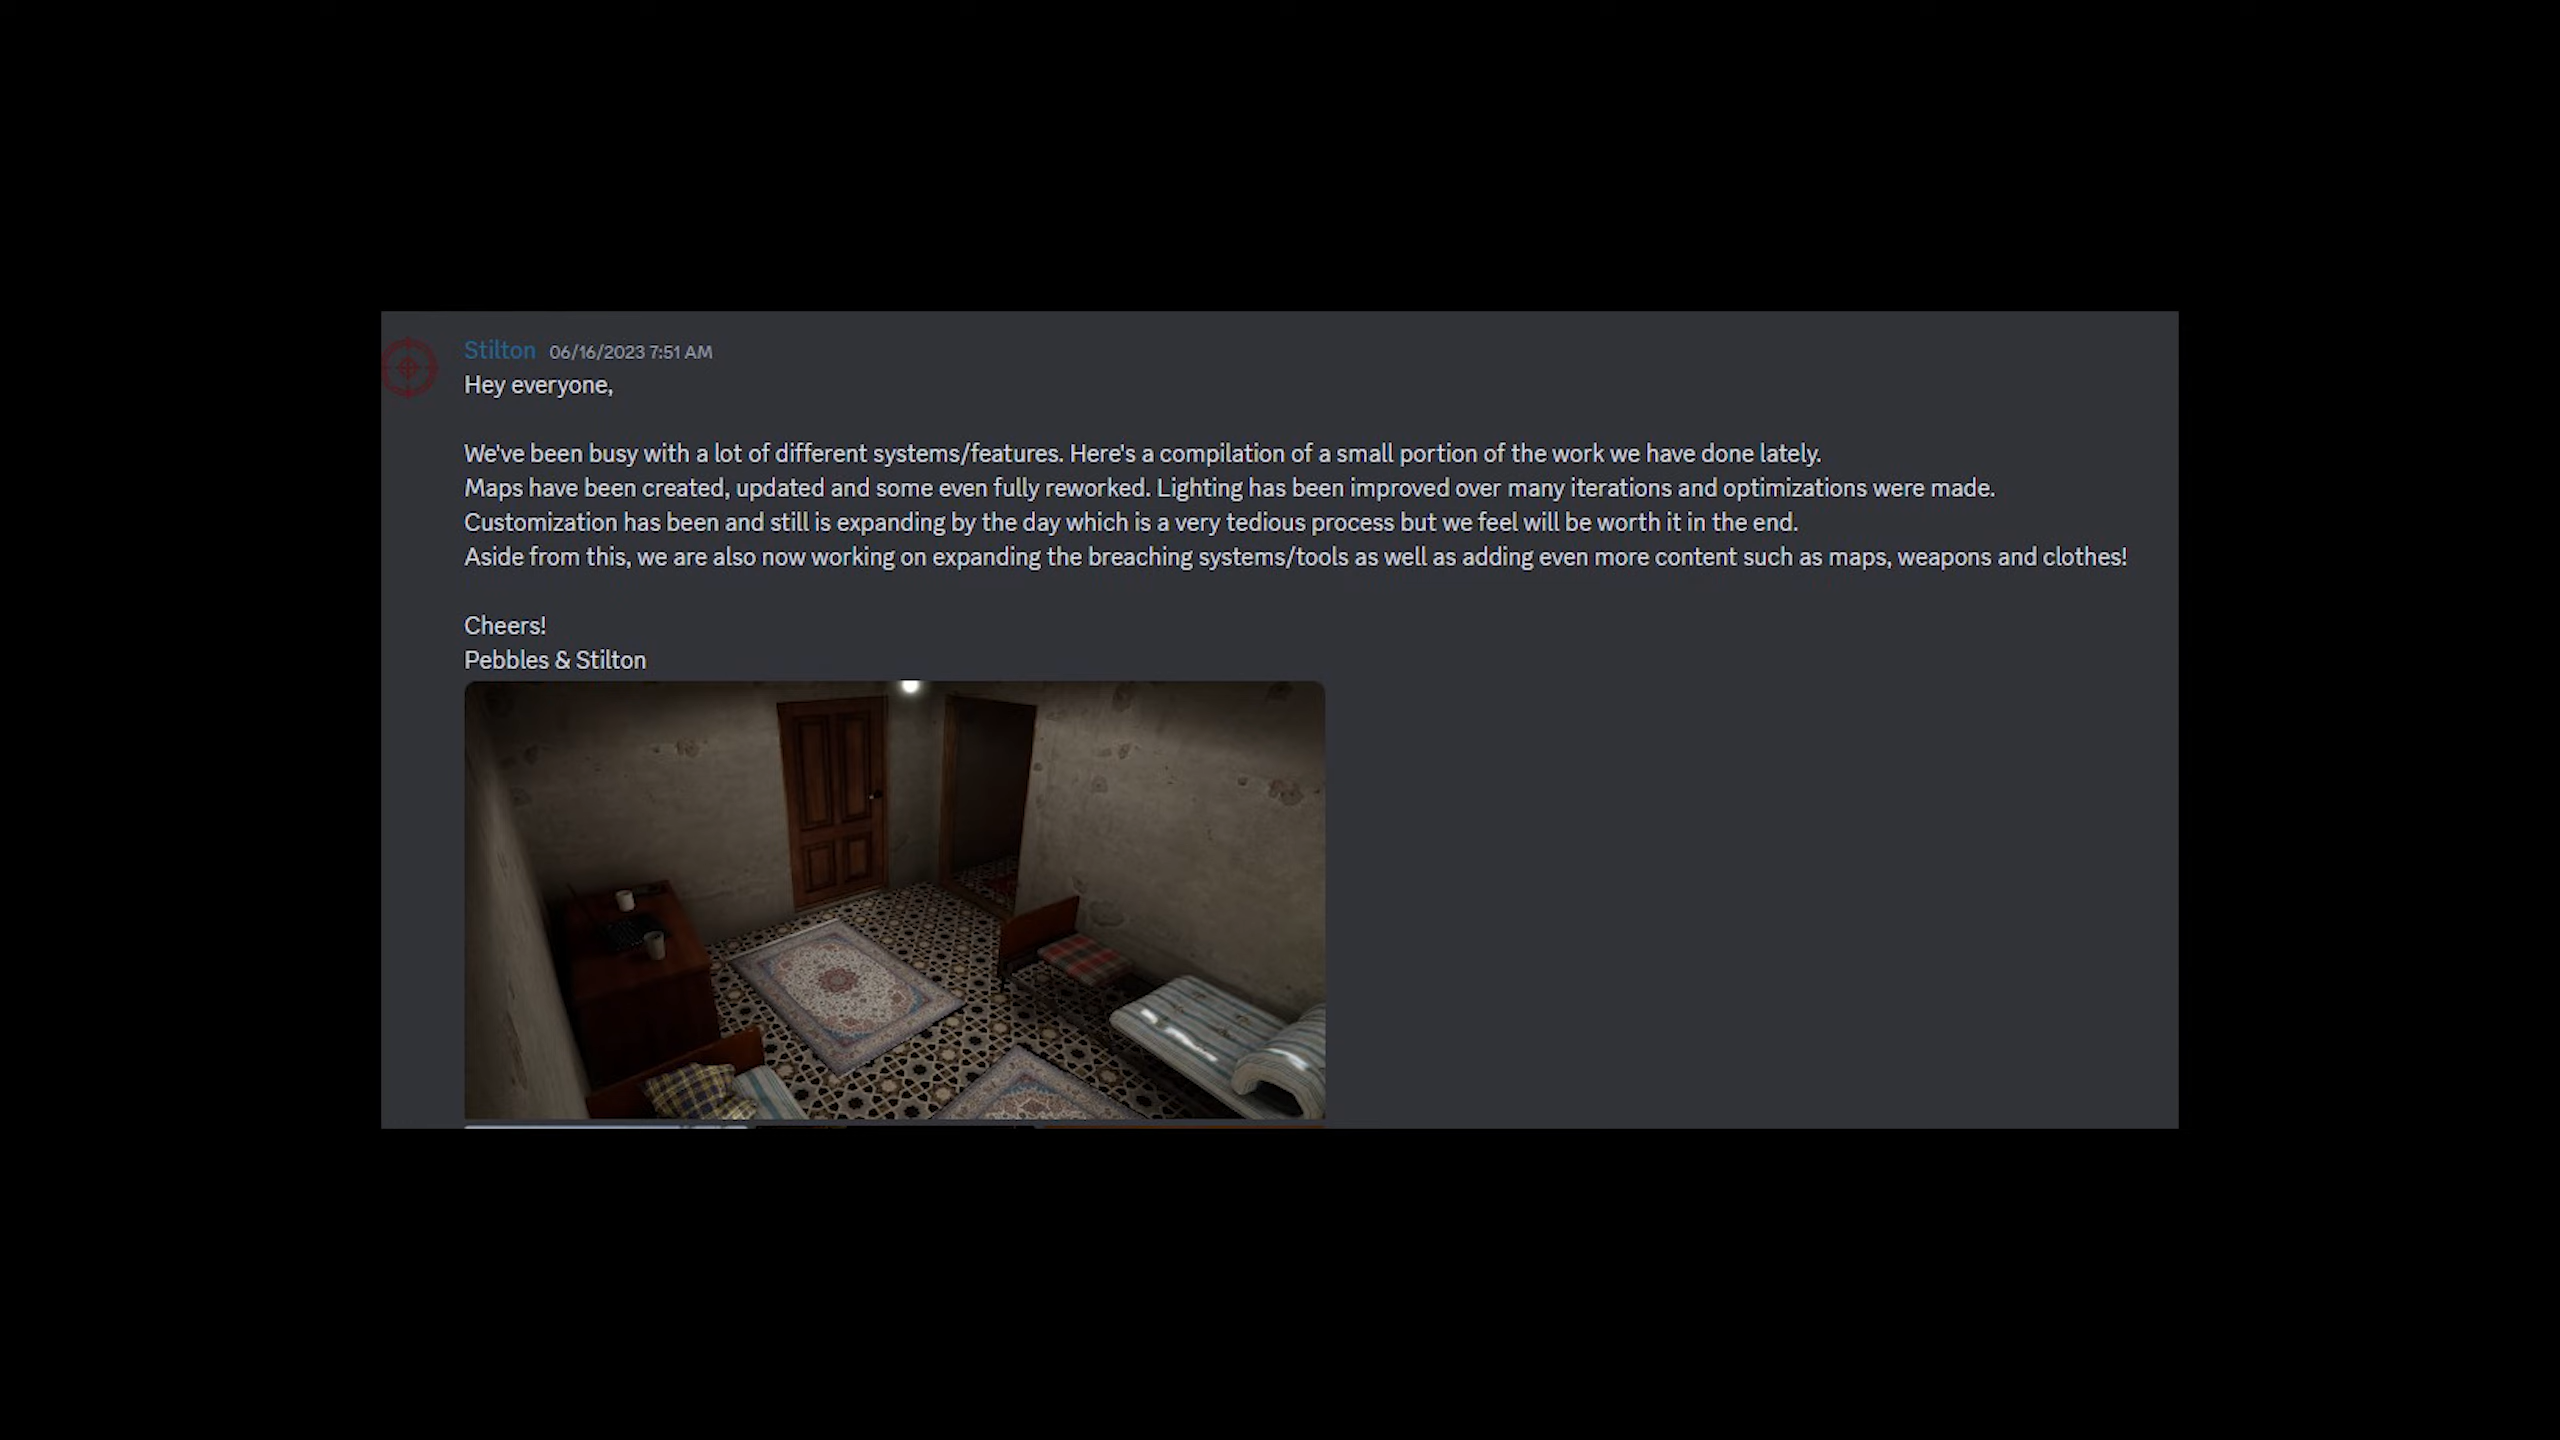 Stilton 06/16/2023 7:51 AM
Hey everyone,
We've been busy with a lot of different systems/features. Here's a compilation of a small portion of the work we have done lately.
Maps have been created, updated and some even fully reworked. Lighting has been improved over many iterations and optimizations were made.
Customization has been and still is expanding by the day which is a very tedious process but we feel will be worth it in the end.
Aside from this, we are also now working on expanding the breaching systems/tools as well as adding even more content such as maps, weapons and clothes!
Cheers!
Pebbles & Stilton